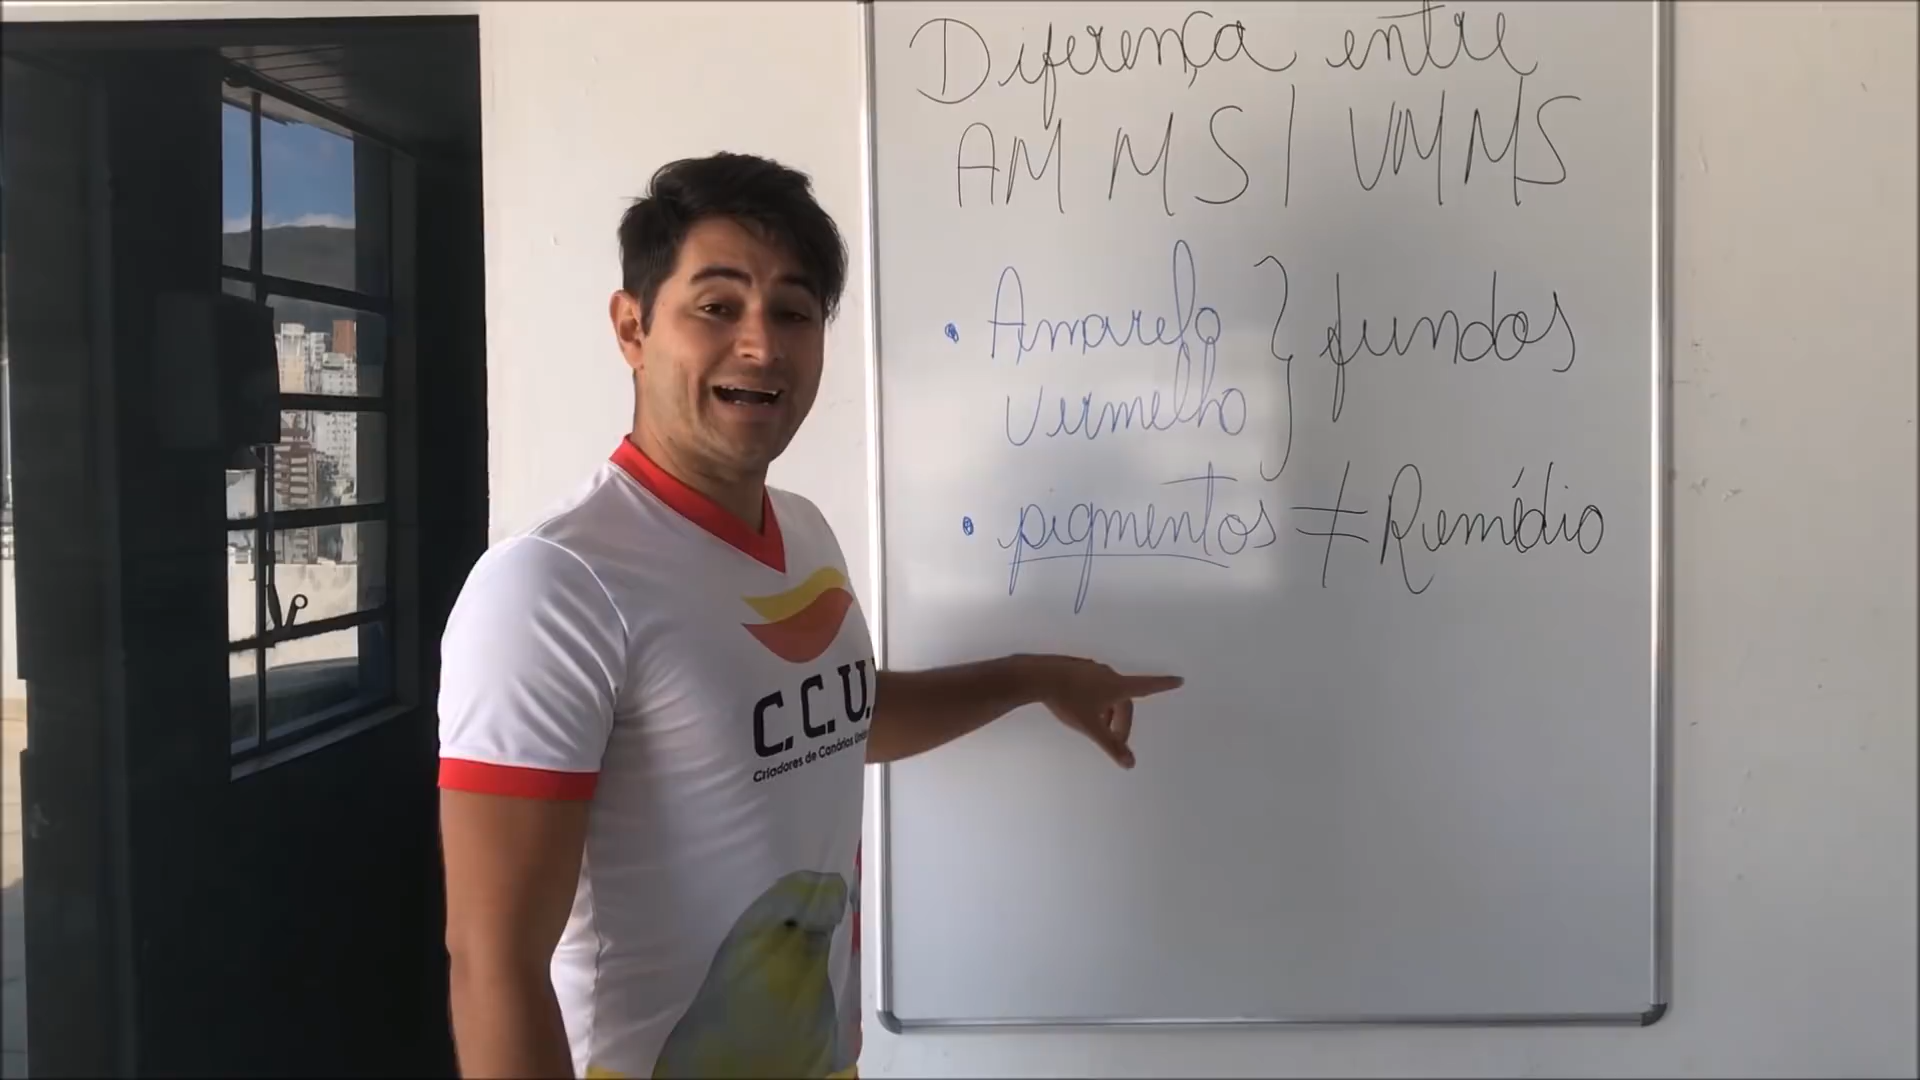 Diferença entre
AM MS | VM MS
• Amarelo } fundos
vermelho
• pigmentos ≠ Remédio
C.C.U.
Criadores de Canários